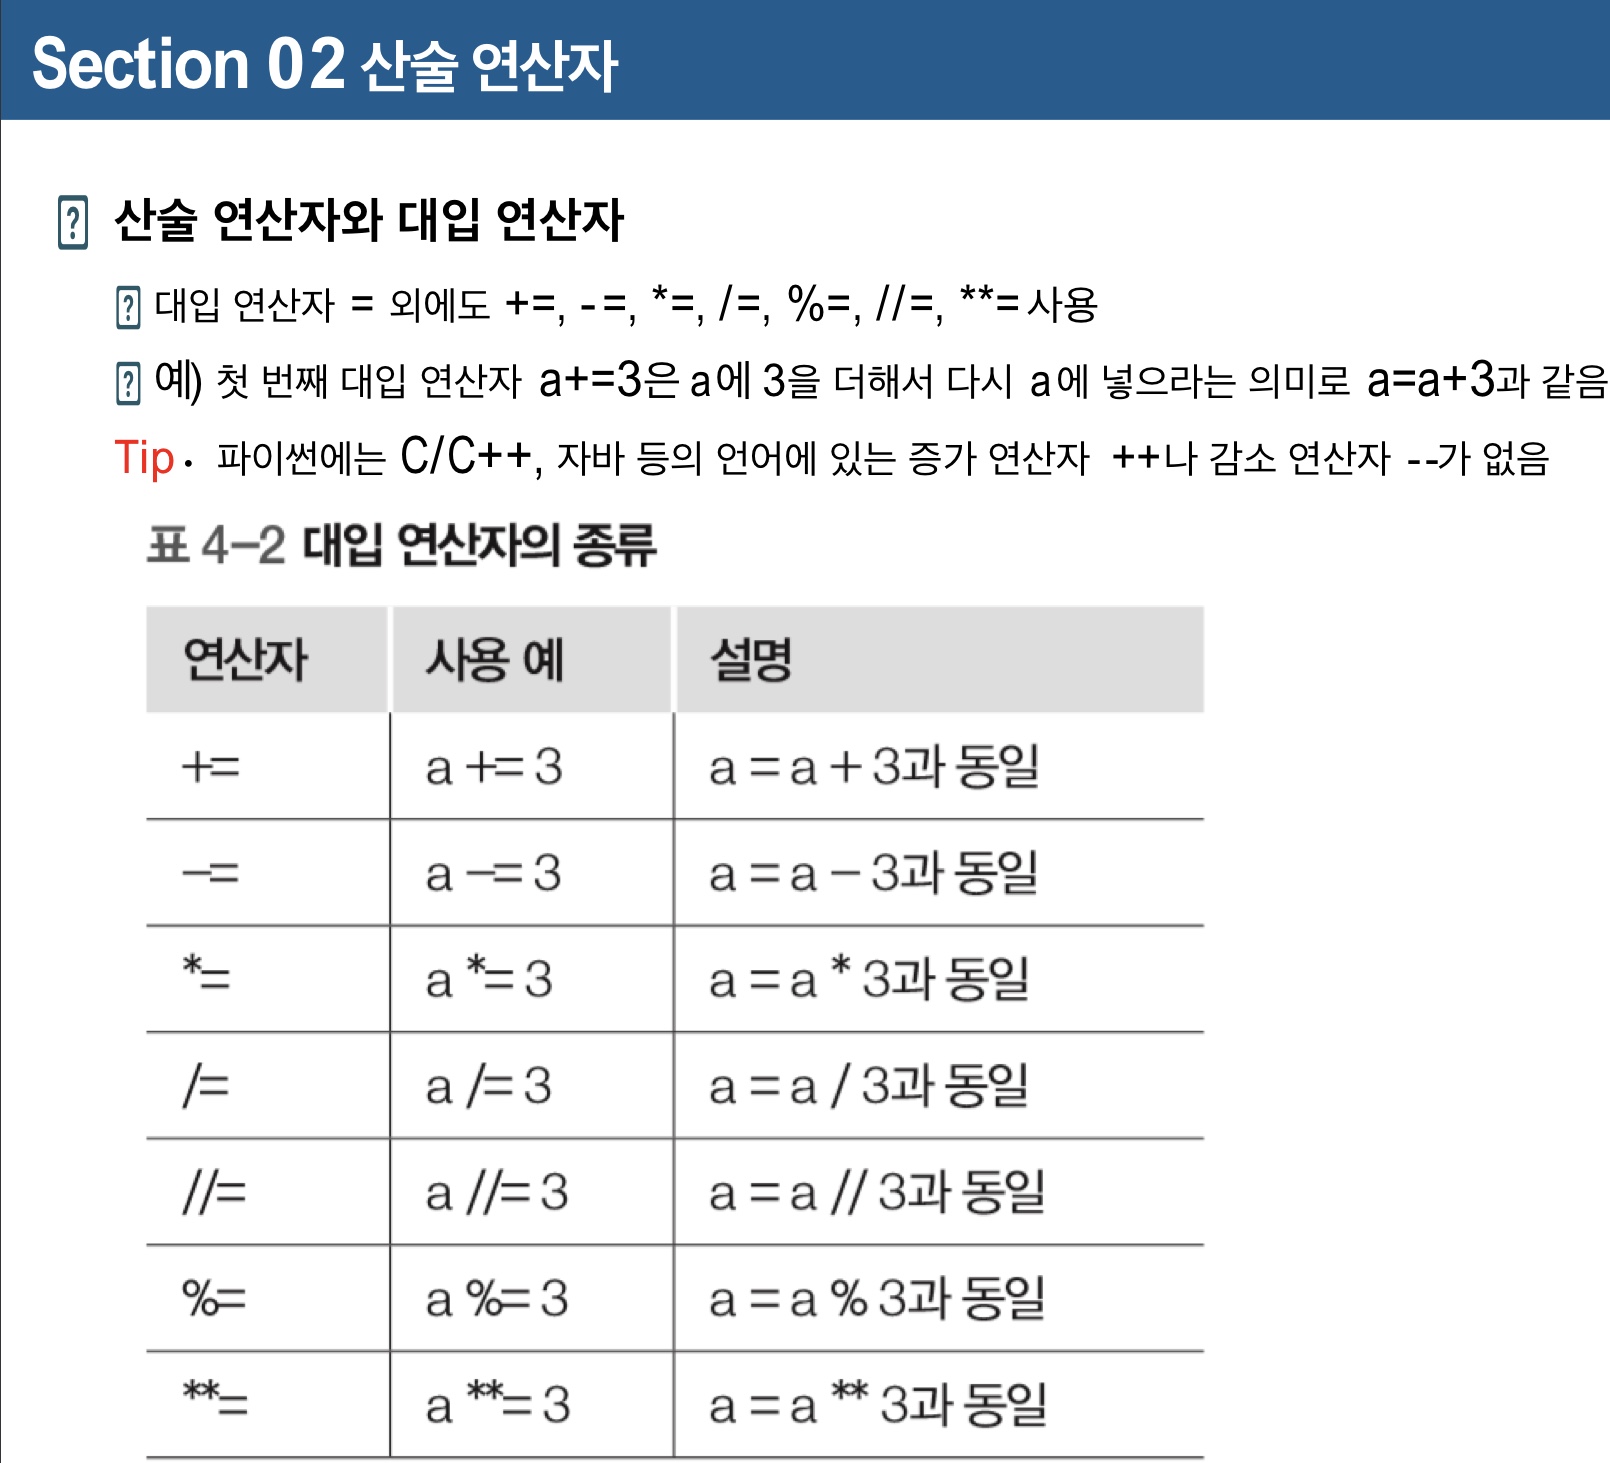 Section 02 산술 연산자
산술 연산자와 대입 연산자
대입 연산자 = 외에도 +=, -=, *=, /=, %=, //=, **= 사용
예) 첫 번째 대입 연산자 a+=3은 a에 3을 더해서 다시 a에 넣으라는 의미로 a=a+3과 같음
Tip · 파이썬에는 C/C++, 자바 등의 언어에 있는 증가 연산자 ++나 감소 연산자 --가 없음
표 4-2 대입 연산자의 종류
연산자 사용 예 설명
+= a += 3 a = a + 3과 동일
-= a -= 3 a = a - 3과 동일
*= a *= 3 a = a * 3과 동일
/= a /= 3 a = a / 3과 동일
//= a //= 3 a = a // 3과 동일
%= a %= 3 a = a % 3과 동일
**= a **= 3 a = a ** 3과 동일